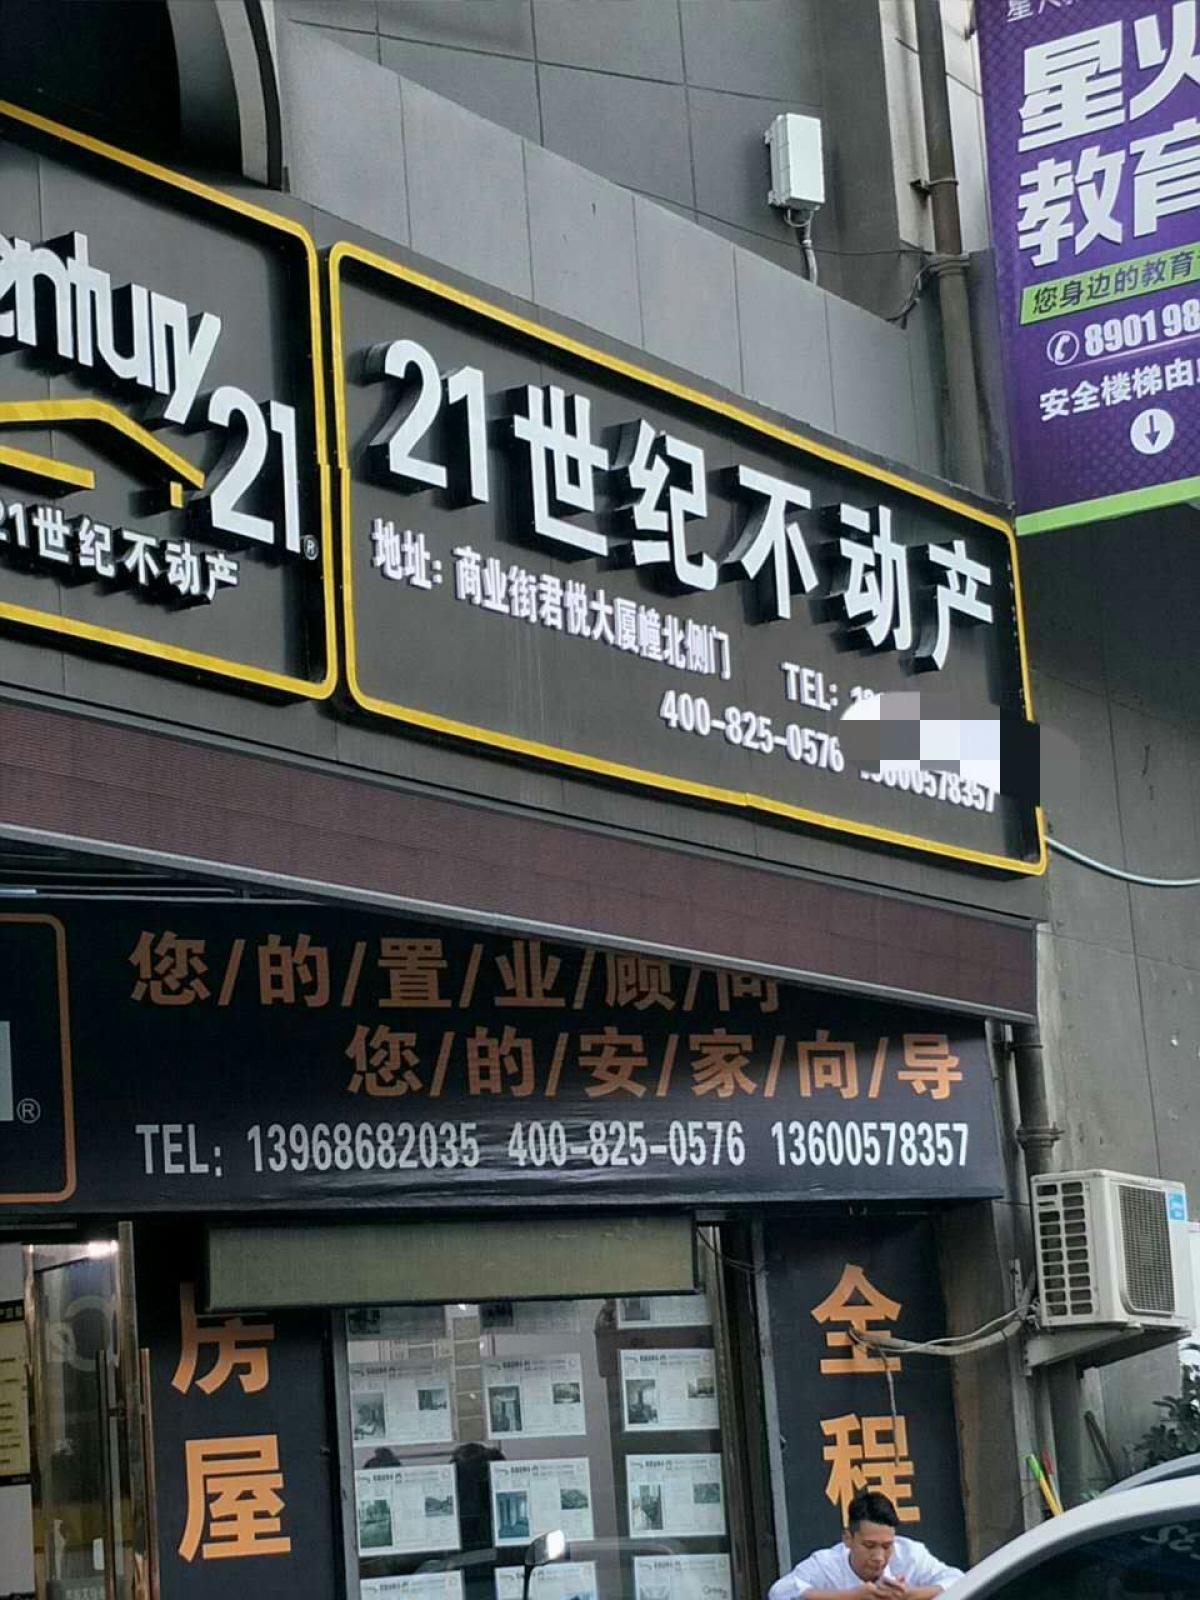 entury
21
®
21世纪不动产
21世纪不动产
地址：商业街君悦大厦幢北侧门
TEL:
400-825-0576
13600578357
星火
教育
您身边的教育
890198
安全楼梯由
您/的/置/业/顾/问
您/的/安/家/向/导
TEL: 13968682035 400-825-0576 13600578357
®
房屋
全程